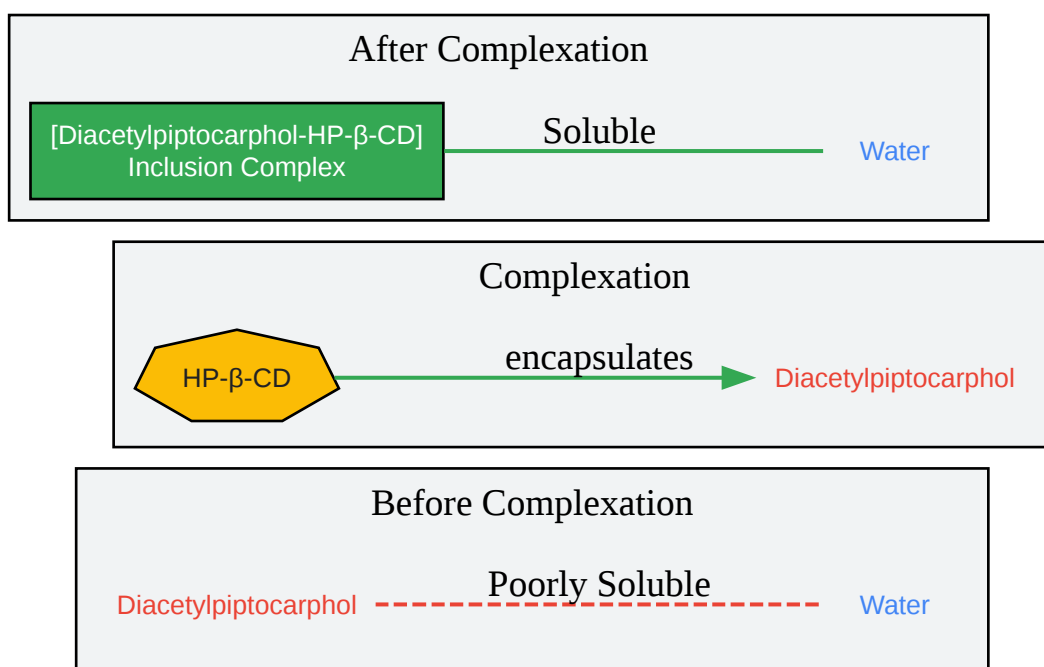 After Complexation
[Diacetylpiptocarphol-HP-β-CD]
Inclusion Complex
Soluble
Water
Complexation
HP-β-CD
encapsulates
Diacetylpiptocarphol
Before Complexation
Diacetylpiptocarphol
Poorly Soluble
Water